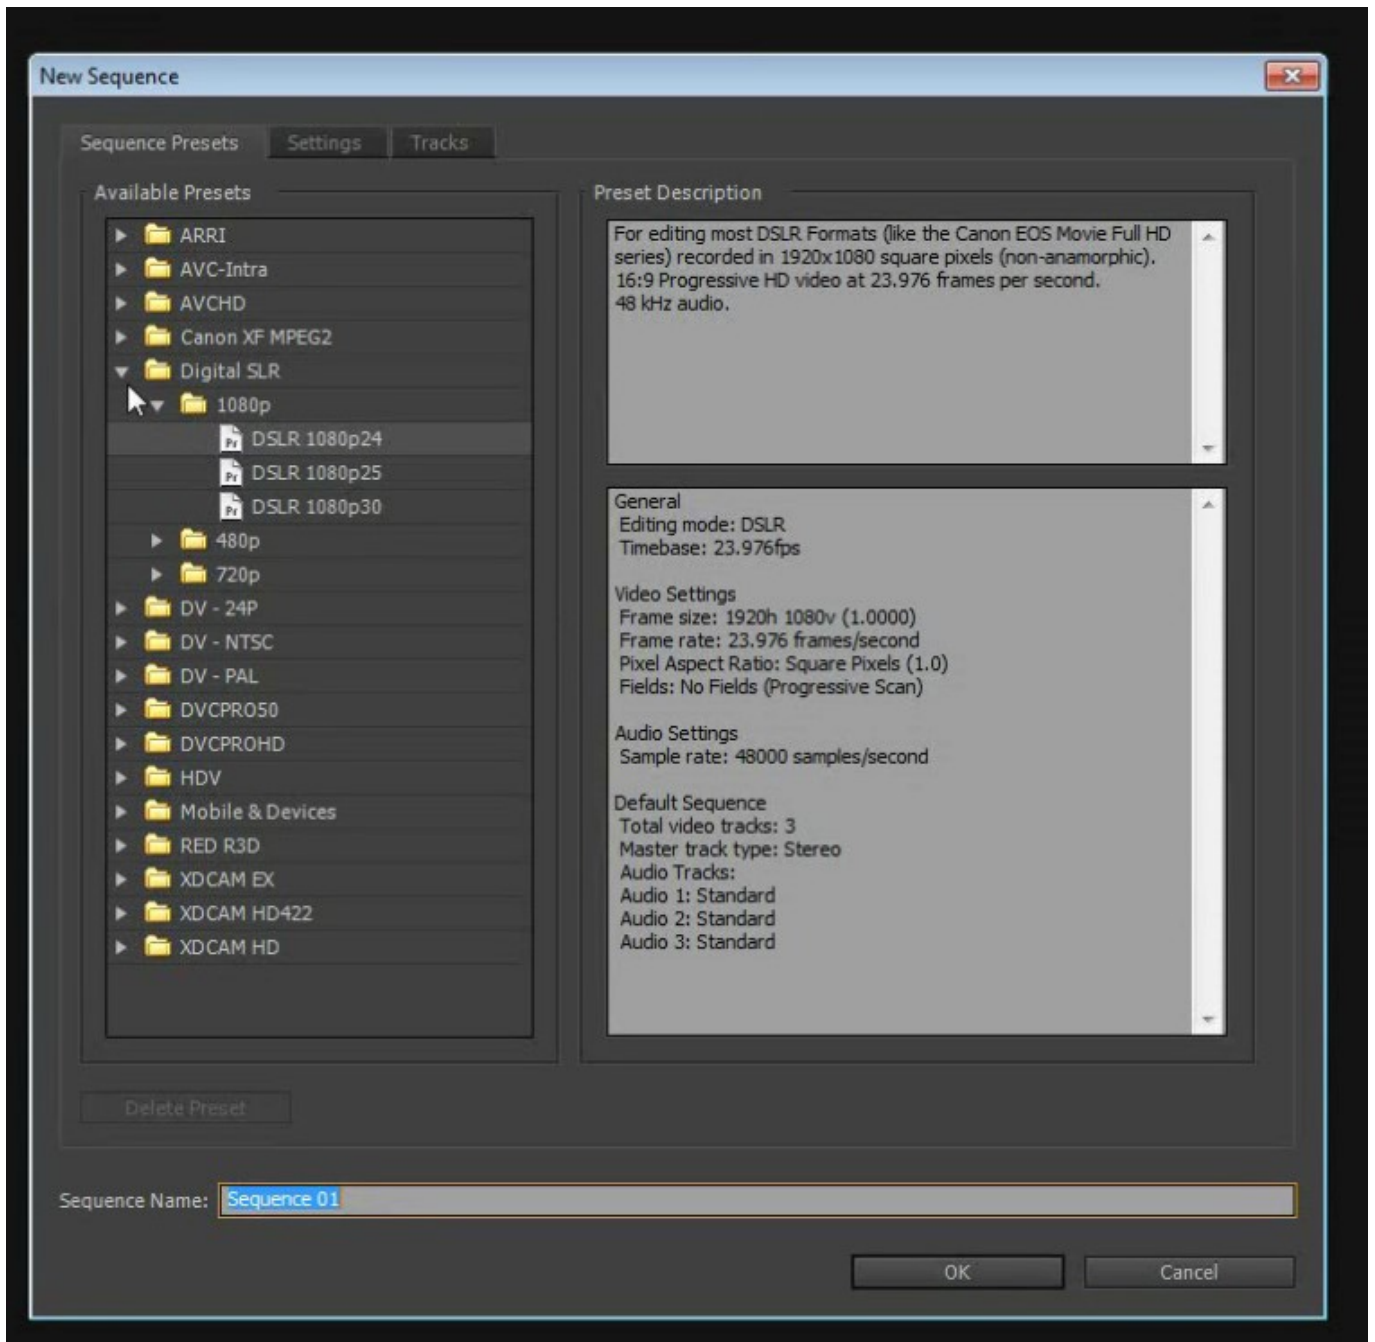 New Sequence
Sequence Presets
Settings
Tracks
Available Presets
ARRI
AVC-Intra
AVCHD
Canon XF MPEG2
Digital SLR
1080p
Pr DSLR 1080p24
Pr DSLR 1080p25
Pr DSLR 1080p30
480p
720p
DV - 24P
DV - NTSC
DV - PAL
DVCPRO50
DVCPROHD
HDV
Mobile & Devices
RED R3D
XDCAM EX
XDCAM HD422
XDCAM HD
Delete Preset
Preset Description
For editing most DSLR Formats (like the Canon EOS Movie Full HD
series) recorded in 1920x1080 square pixels (non-anamorphic).
16:9 Progressive HD video at 23.976 frames per second.
48 kHz audio.
General
Editing mode: DSLR
Timebase: 23.976fps
Video Settings
Frame size: 1920h 1080v (1.0000)
Frame rate: 23.976 frames/second
Pixel Aspect Ratio: Square Pixels (1.0)
Fields: No Fields (Progressive Scan)
Audio Settings
Sample rate: 48000 samples/second
Default Sequence
Total video tracks: 3
Master track type: Stereo
Audio Tracks:
Audio 1: Standard
Audio 2: Standard
Audio 3: Standard
Sequence Name: Sequence 01
OK
Cancel